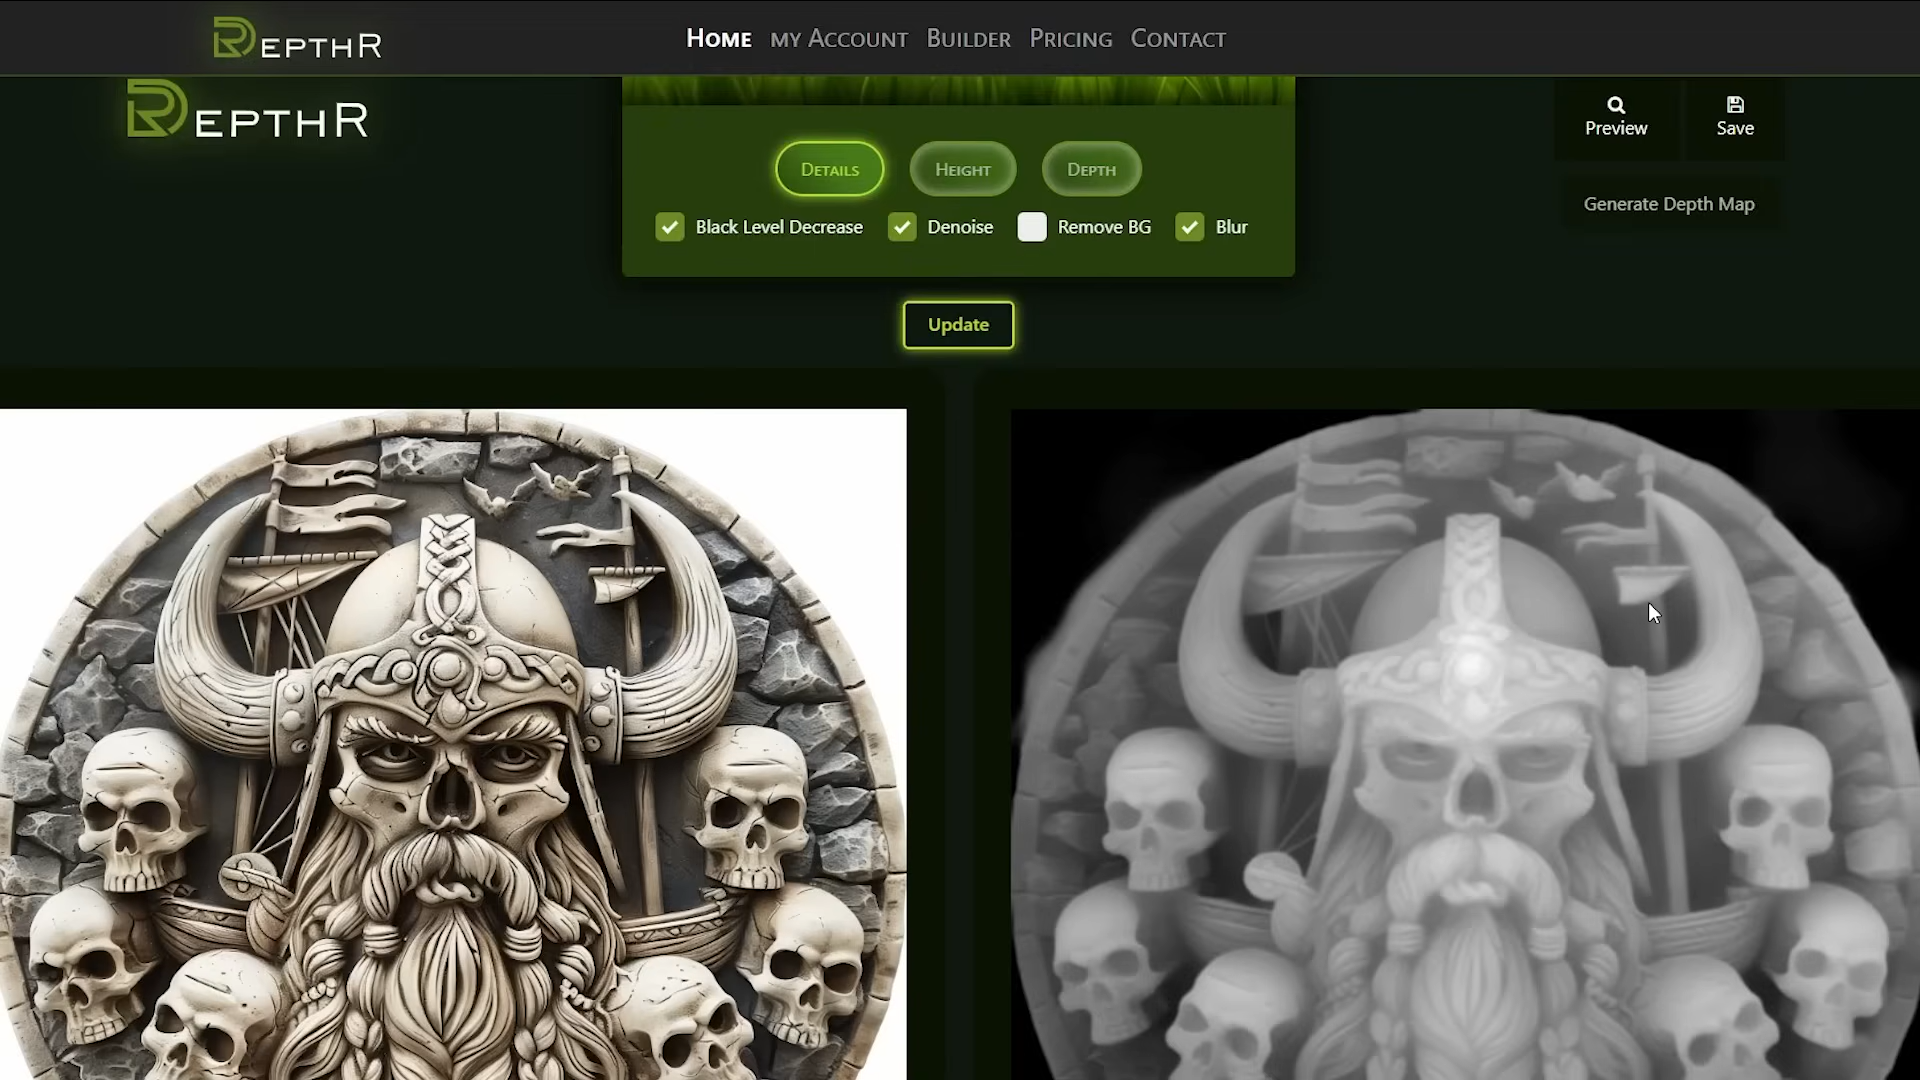 DEPTHR
HOME MY ACCOUNT BUILDER PRICING CONTACT
DEPTHR
Preview
Save
DETAILS
HEIGHT
DEPTH
Generate Depth Map
Black Level Decrease
Denoise
Remove BG
Blur
Update